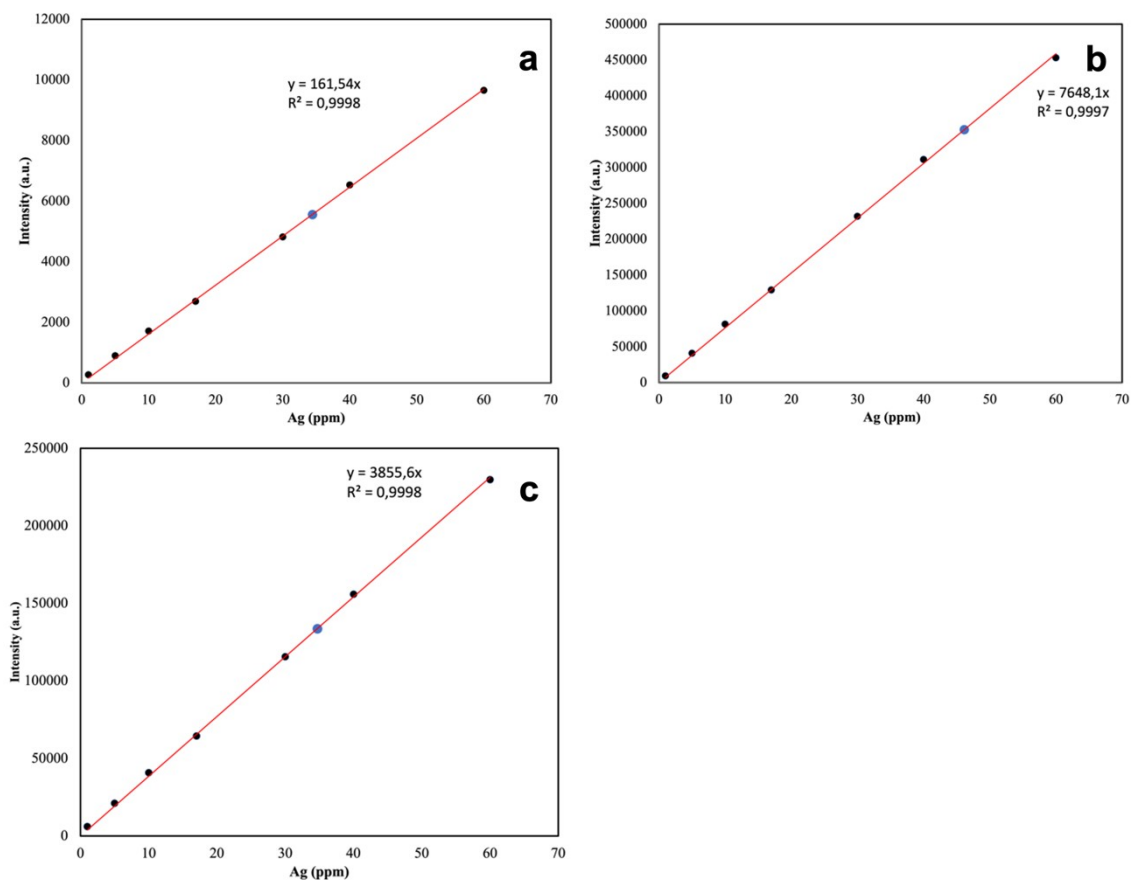 a
y = 161,54x
R² = 0,9998
Intensity (a.u.)
12000
10000
8000
6000
4000
2000
0
0 10 20 30 40 50 60 70
Ag (ppm)
b
y = 7648,1x
R² = 0,9997
Intensity (a.u.)
500000
450000
400000
350000
300000
250000
200000
150000
100000
50000
0
0 10 20 30 40 50 60 70
Ag (ppm)
c
y = 3855,6x
R² = 0,9998
Intensity (a.u.)
250000
200000
150000
100000
50000
0
0 10 20 30 40 50 60 70
Ag (ppm)